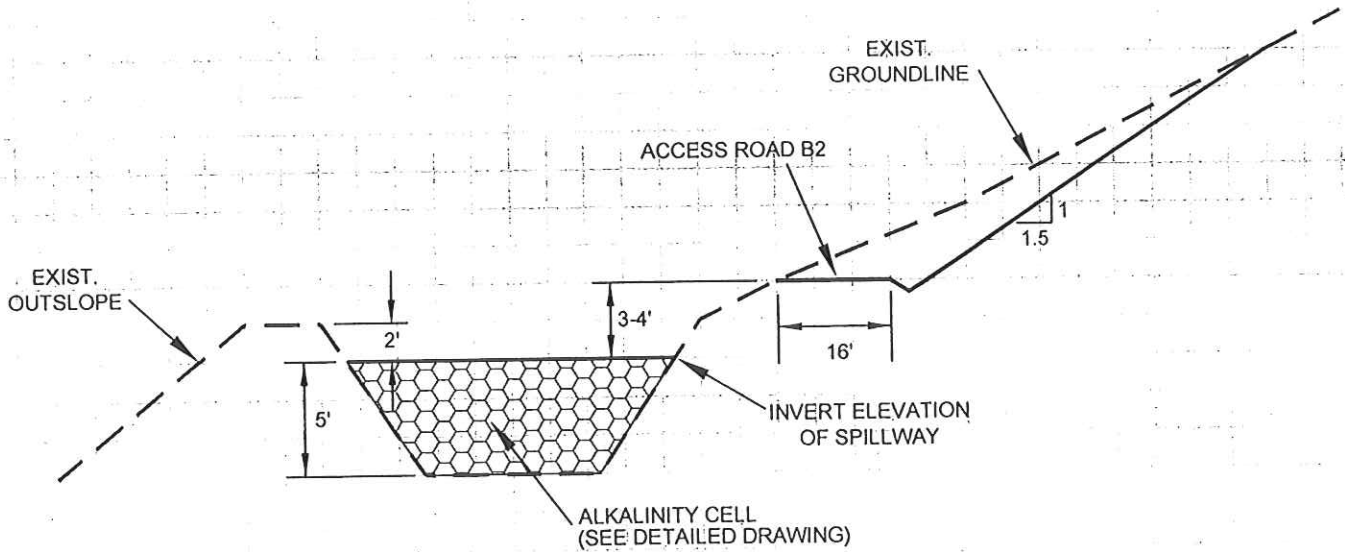 EXIST.
GROUNDLINE
ACCESS ROAD B2
1
1.5
EXIST.
OUTSLOPE
2'
3-4'
16'
5'
INVERT ELEVATION
OF SPILLWAY
ALKALINITY CELL
(SEE DETAILED DRAWING)